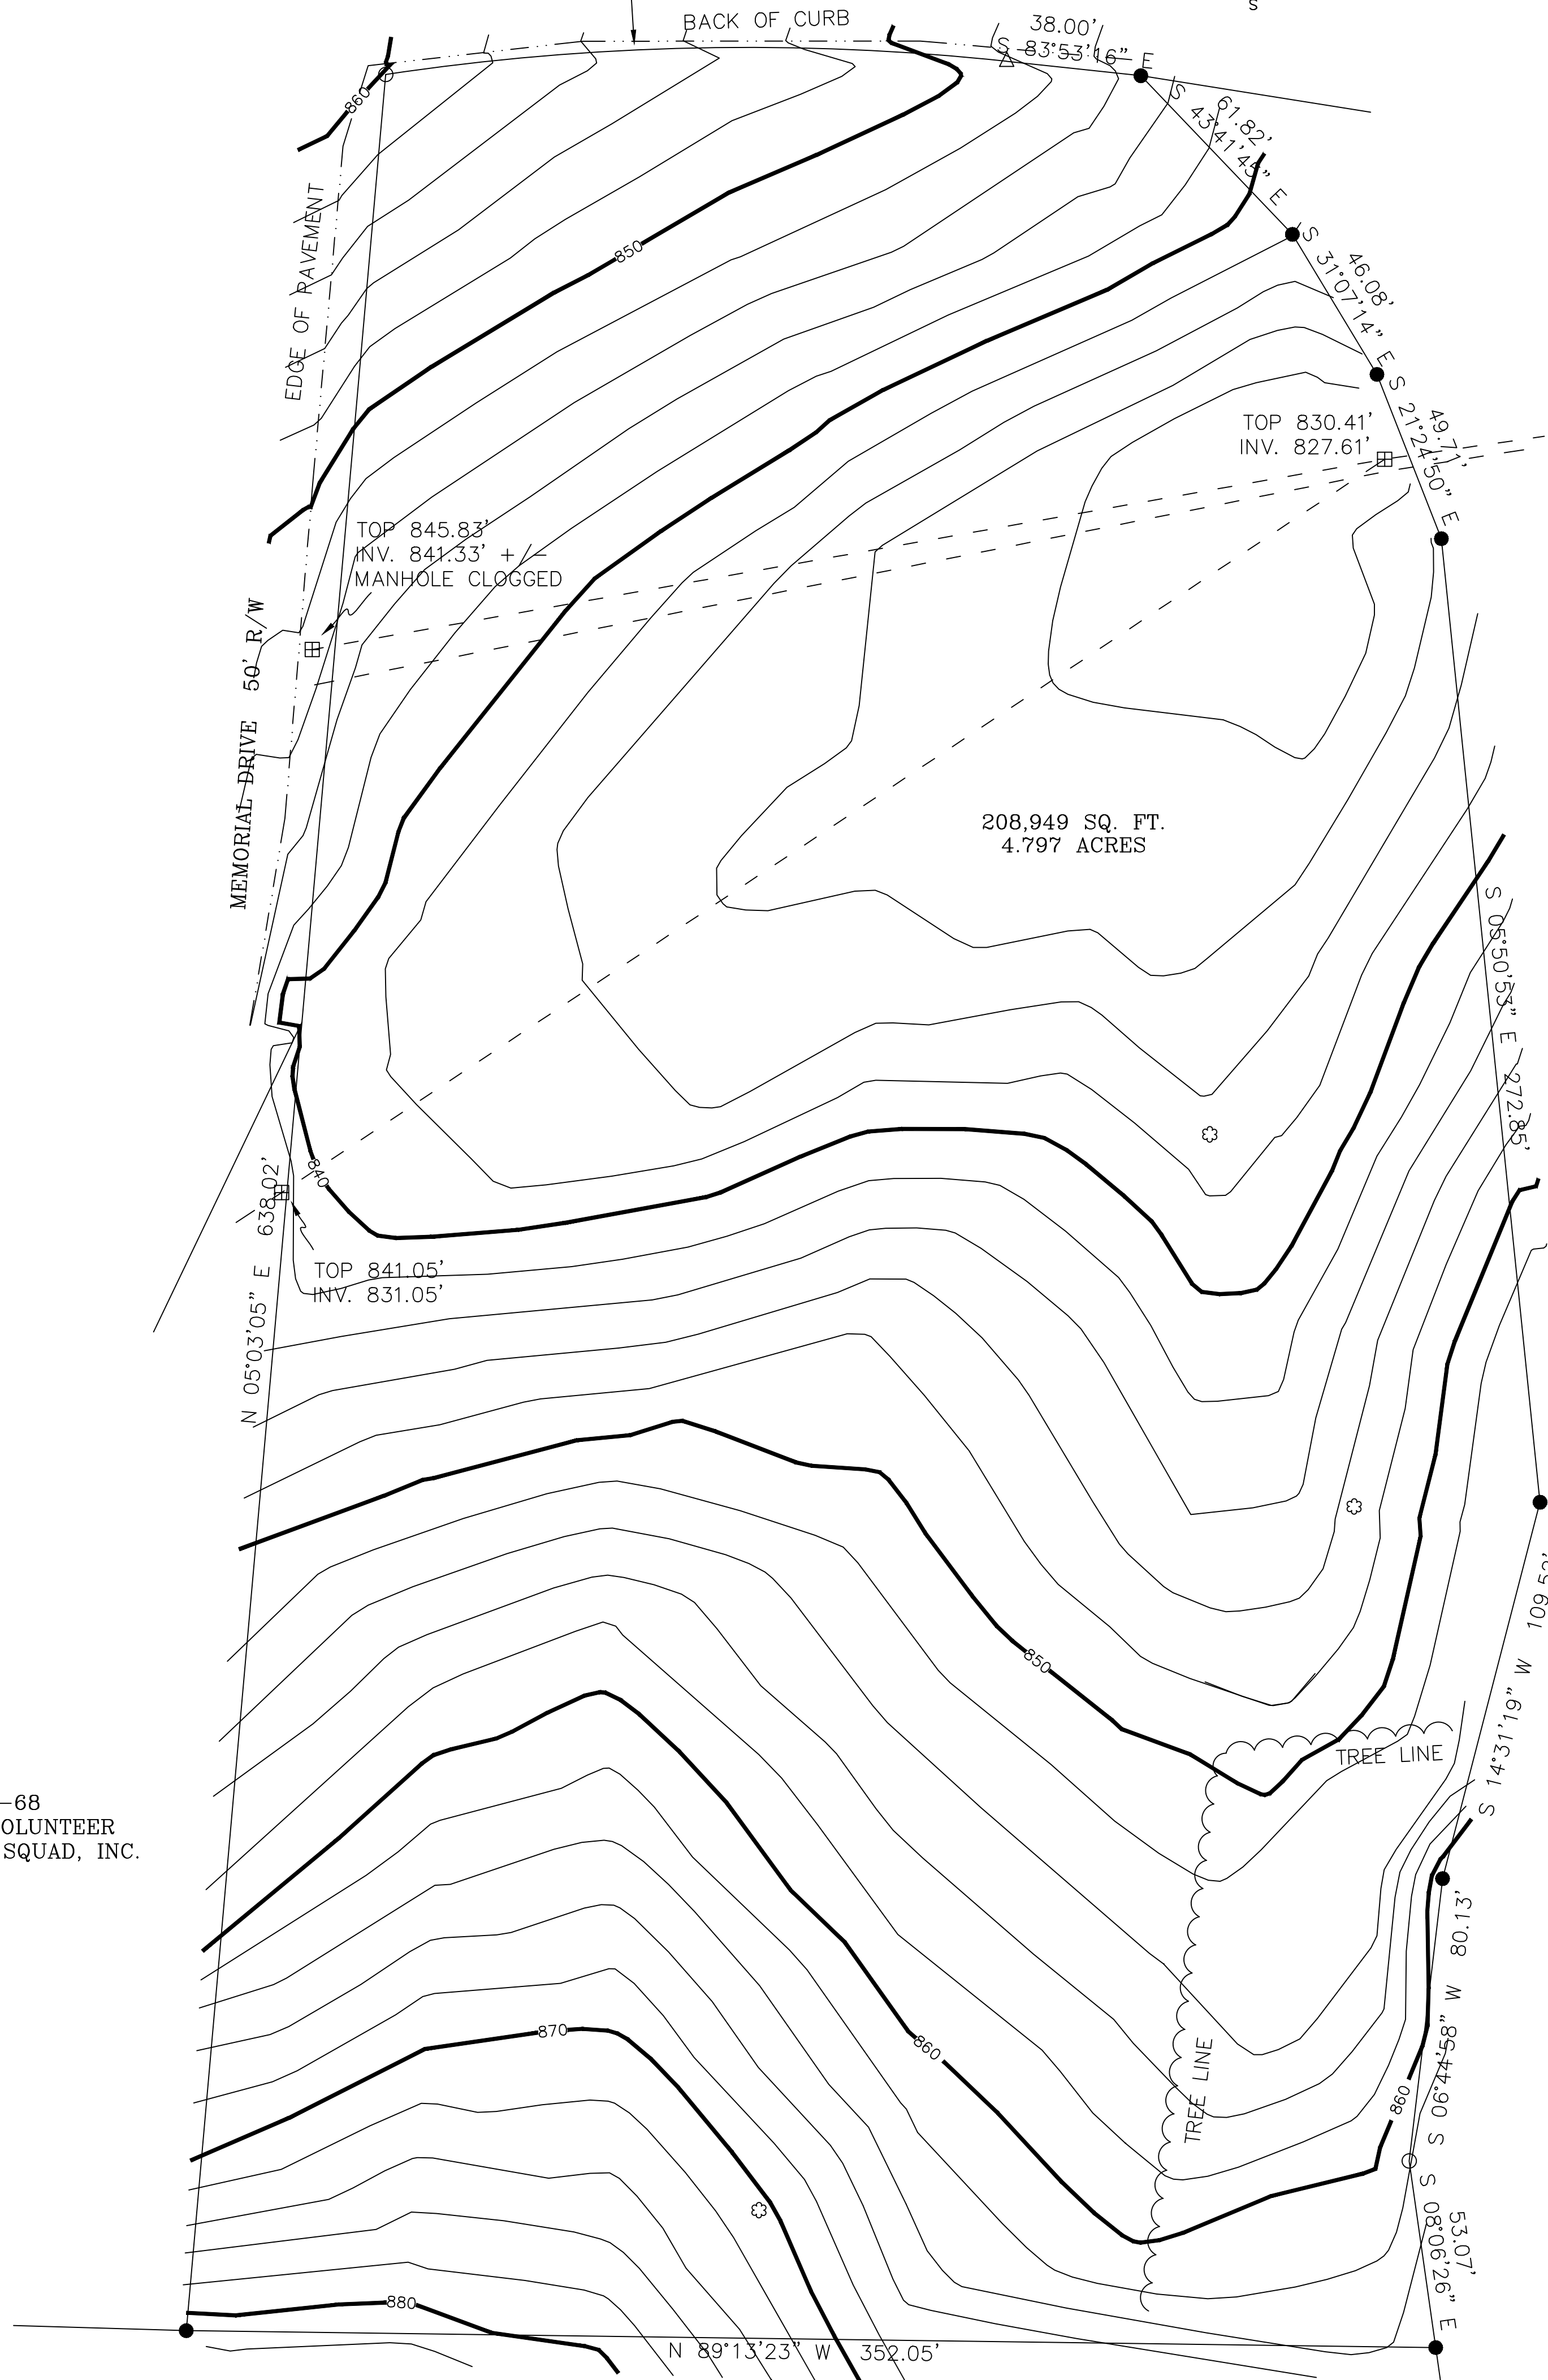 S
BACK OF CURB
38.00'
S 83°53'16" E
61.82'
S 43°41'45" E
860
EDGE OF PAVEMENT
850
46.08'
S 31°07'14" E
49.71'
S 21°24'50" E
TOP 830.41'
INV. 827.61'
TOP 845.83'
INV. 841.33' +/-
MANHOLE CLOGGED
MEMORIAL DRIVE 50' R/W
208,949 SQ. FT.
4.797 ACRES
S 05°50'53" E 272.85'
840
TOP 841.05'
INV. 831.05'
N 05°03'05" E 638.02'
850
S 14°31'19" W 109.52'
TREE LINE
-68
OLUNTEER
SQUAD, INC.
TREE LINE
S 06°44'58" W 80.13'
870
860
860
53.07'
S 08°06'26" E
880
N 89°13'23" W 352.05'